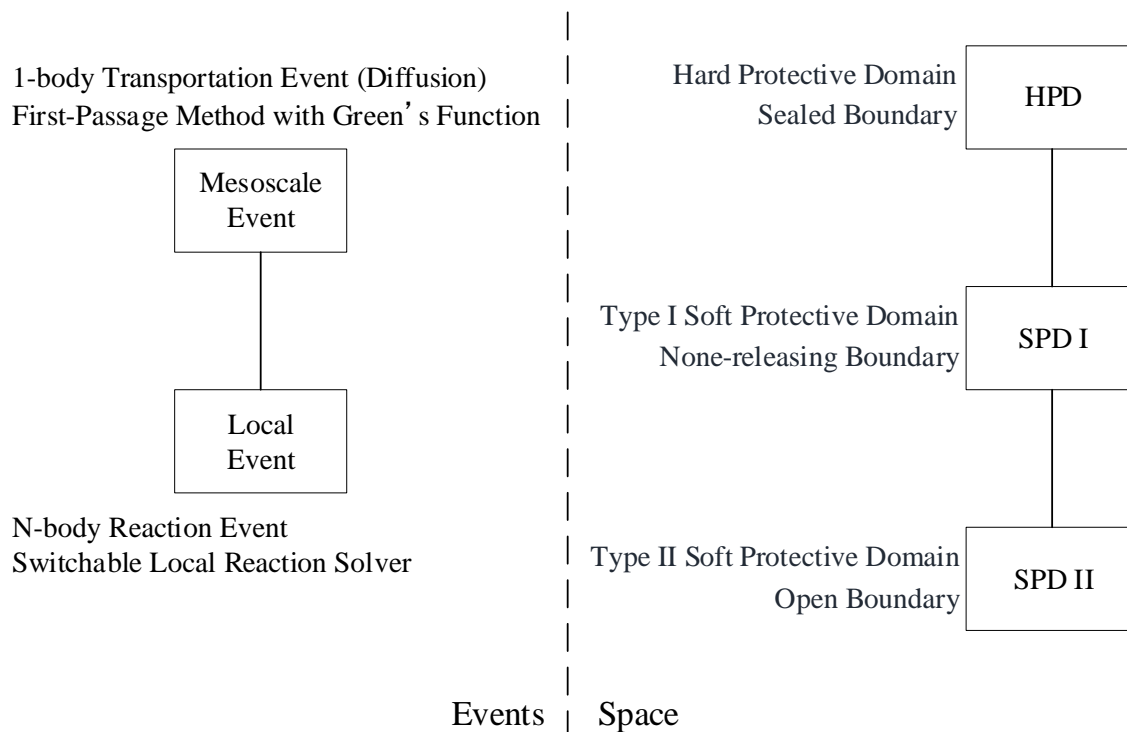 1-body Transportation Event (Diffusion)
First-Passage Method with Green’s Function
Mesoscale
Event
Local
Event
N-body Reaction Event
Switchable Local Reaction Solver
Events
Hard Protective Domain
Sealed Boundary
HPD
Type I Soft Protective Domain
None-releasing Boundary
SPD I
Type II Soft Protective Domain
Open Boundary
SPD II
Space